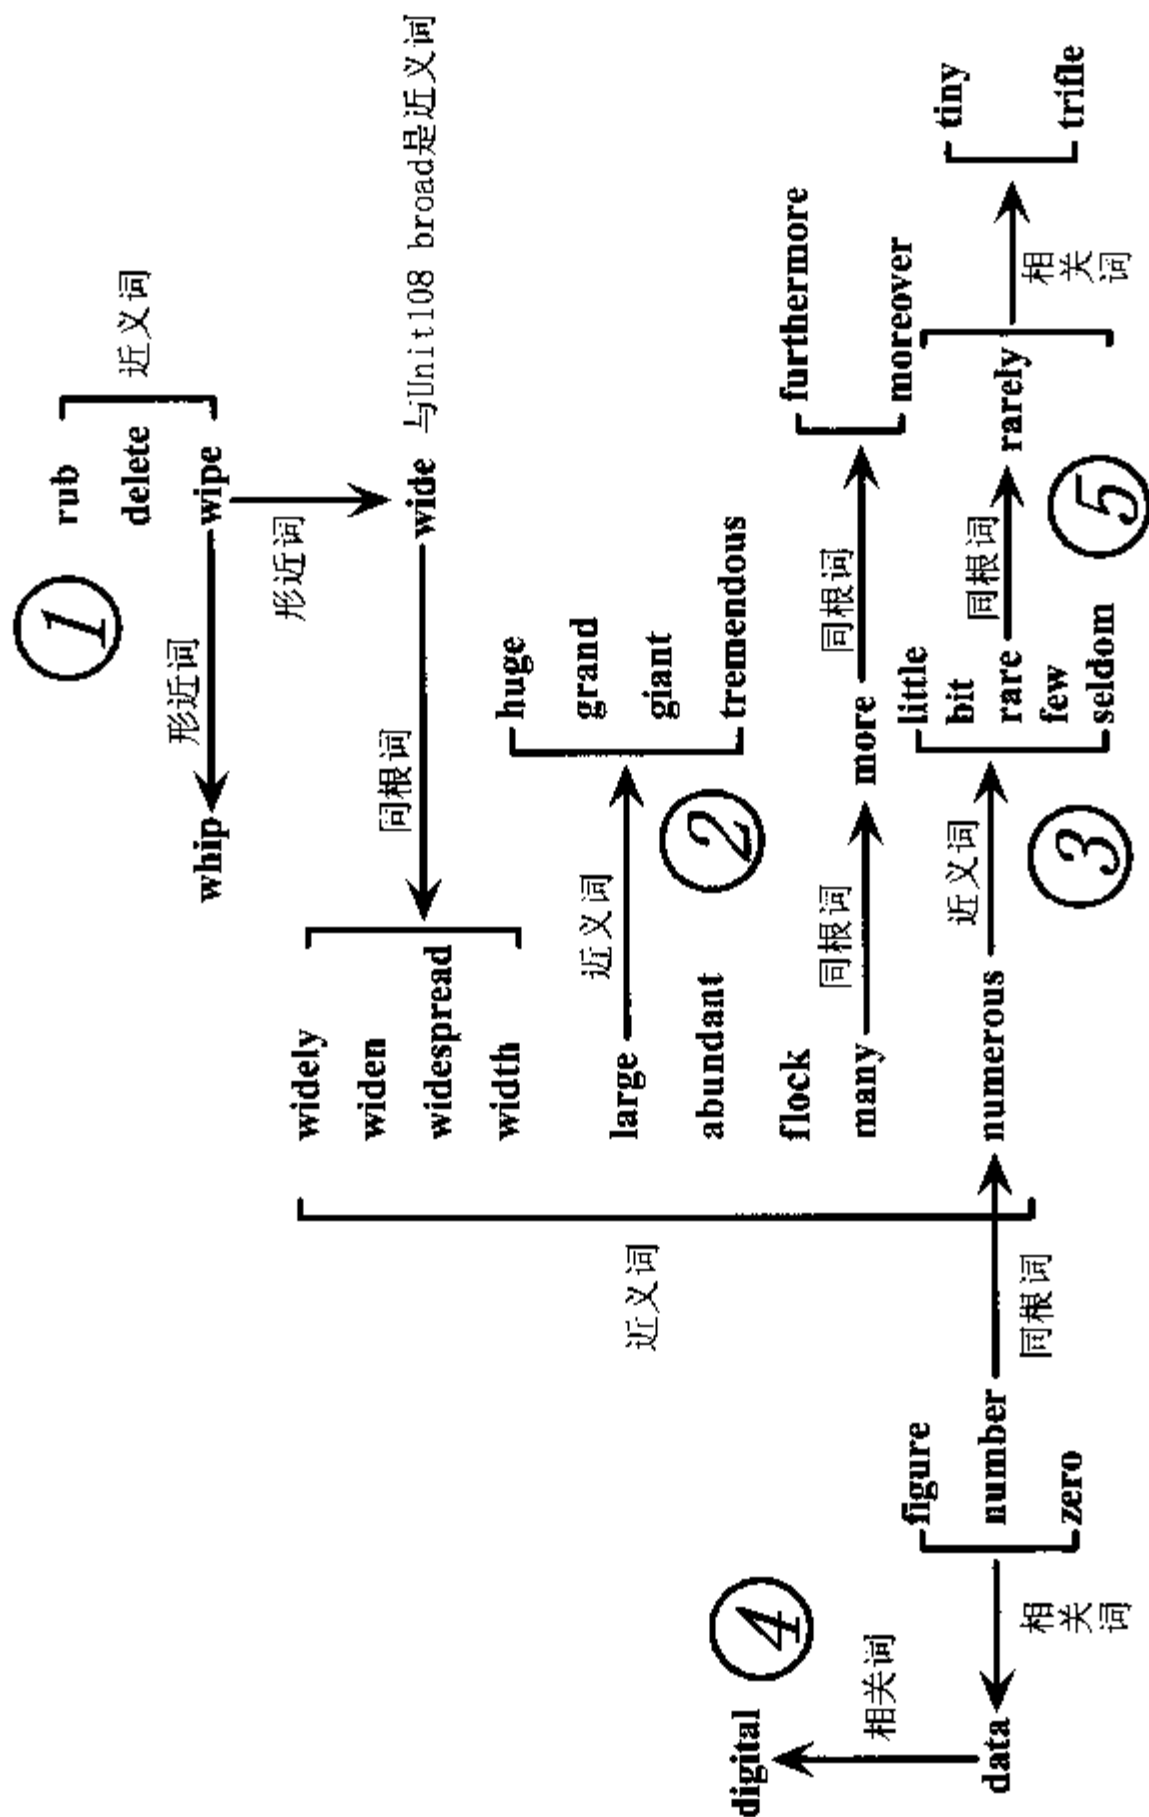 ①
rub
delete
wipe
近义词
形近词
whip
形近词
wide 与Unit108 broad是近义词
同根词
widely
widen
widespread
width
large
近义词
huge
grand
giant
tremendous
②
abundant
flock
many
同根词
more
同根词
furthermore
moreover
近义词
numerous
近义词
③
little
bit
rare
few
seldom
同根词
rarely
⑤
相关词
tiny
trifle
同根词
figure
number
zero
相关词
data
相关词
digital
④